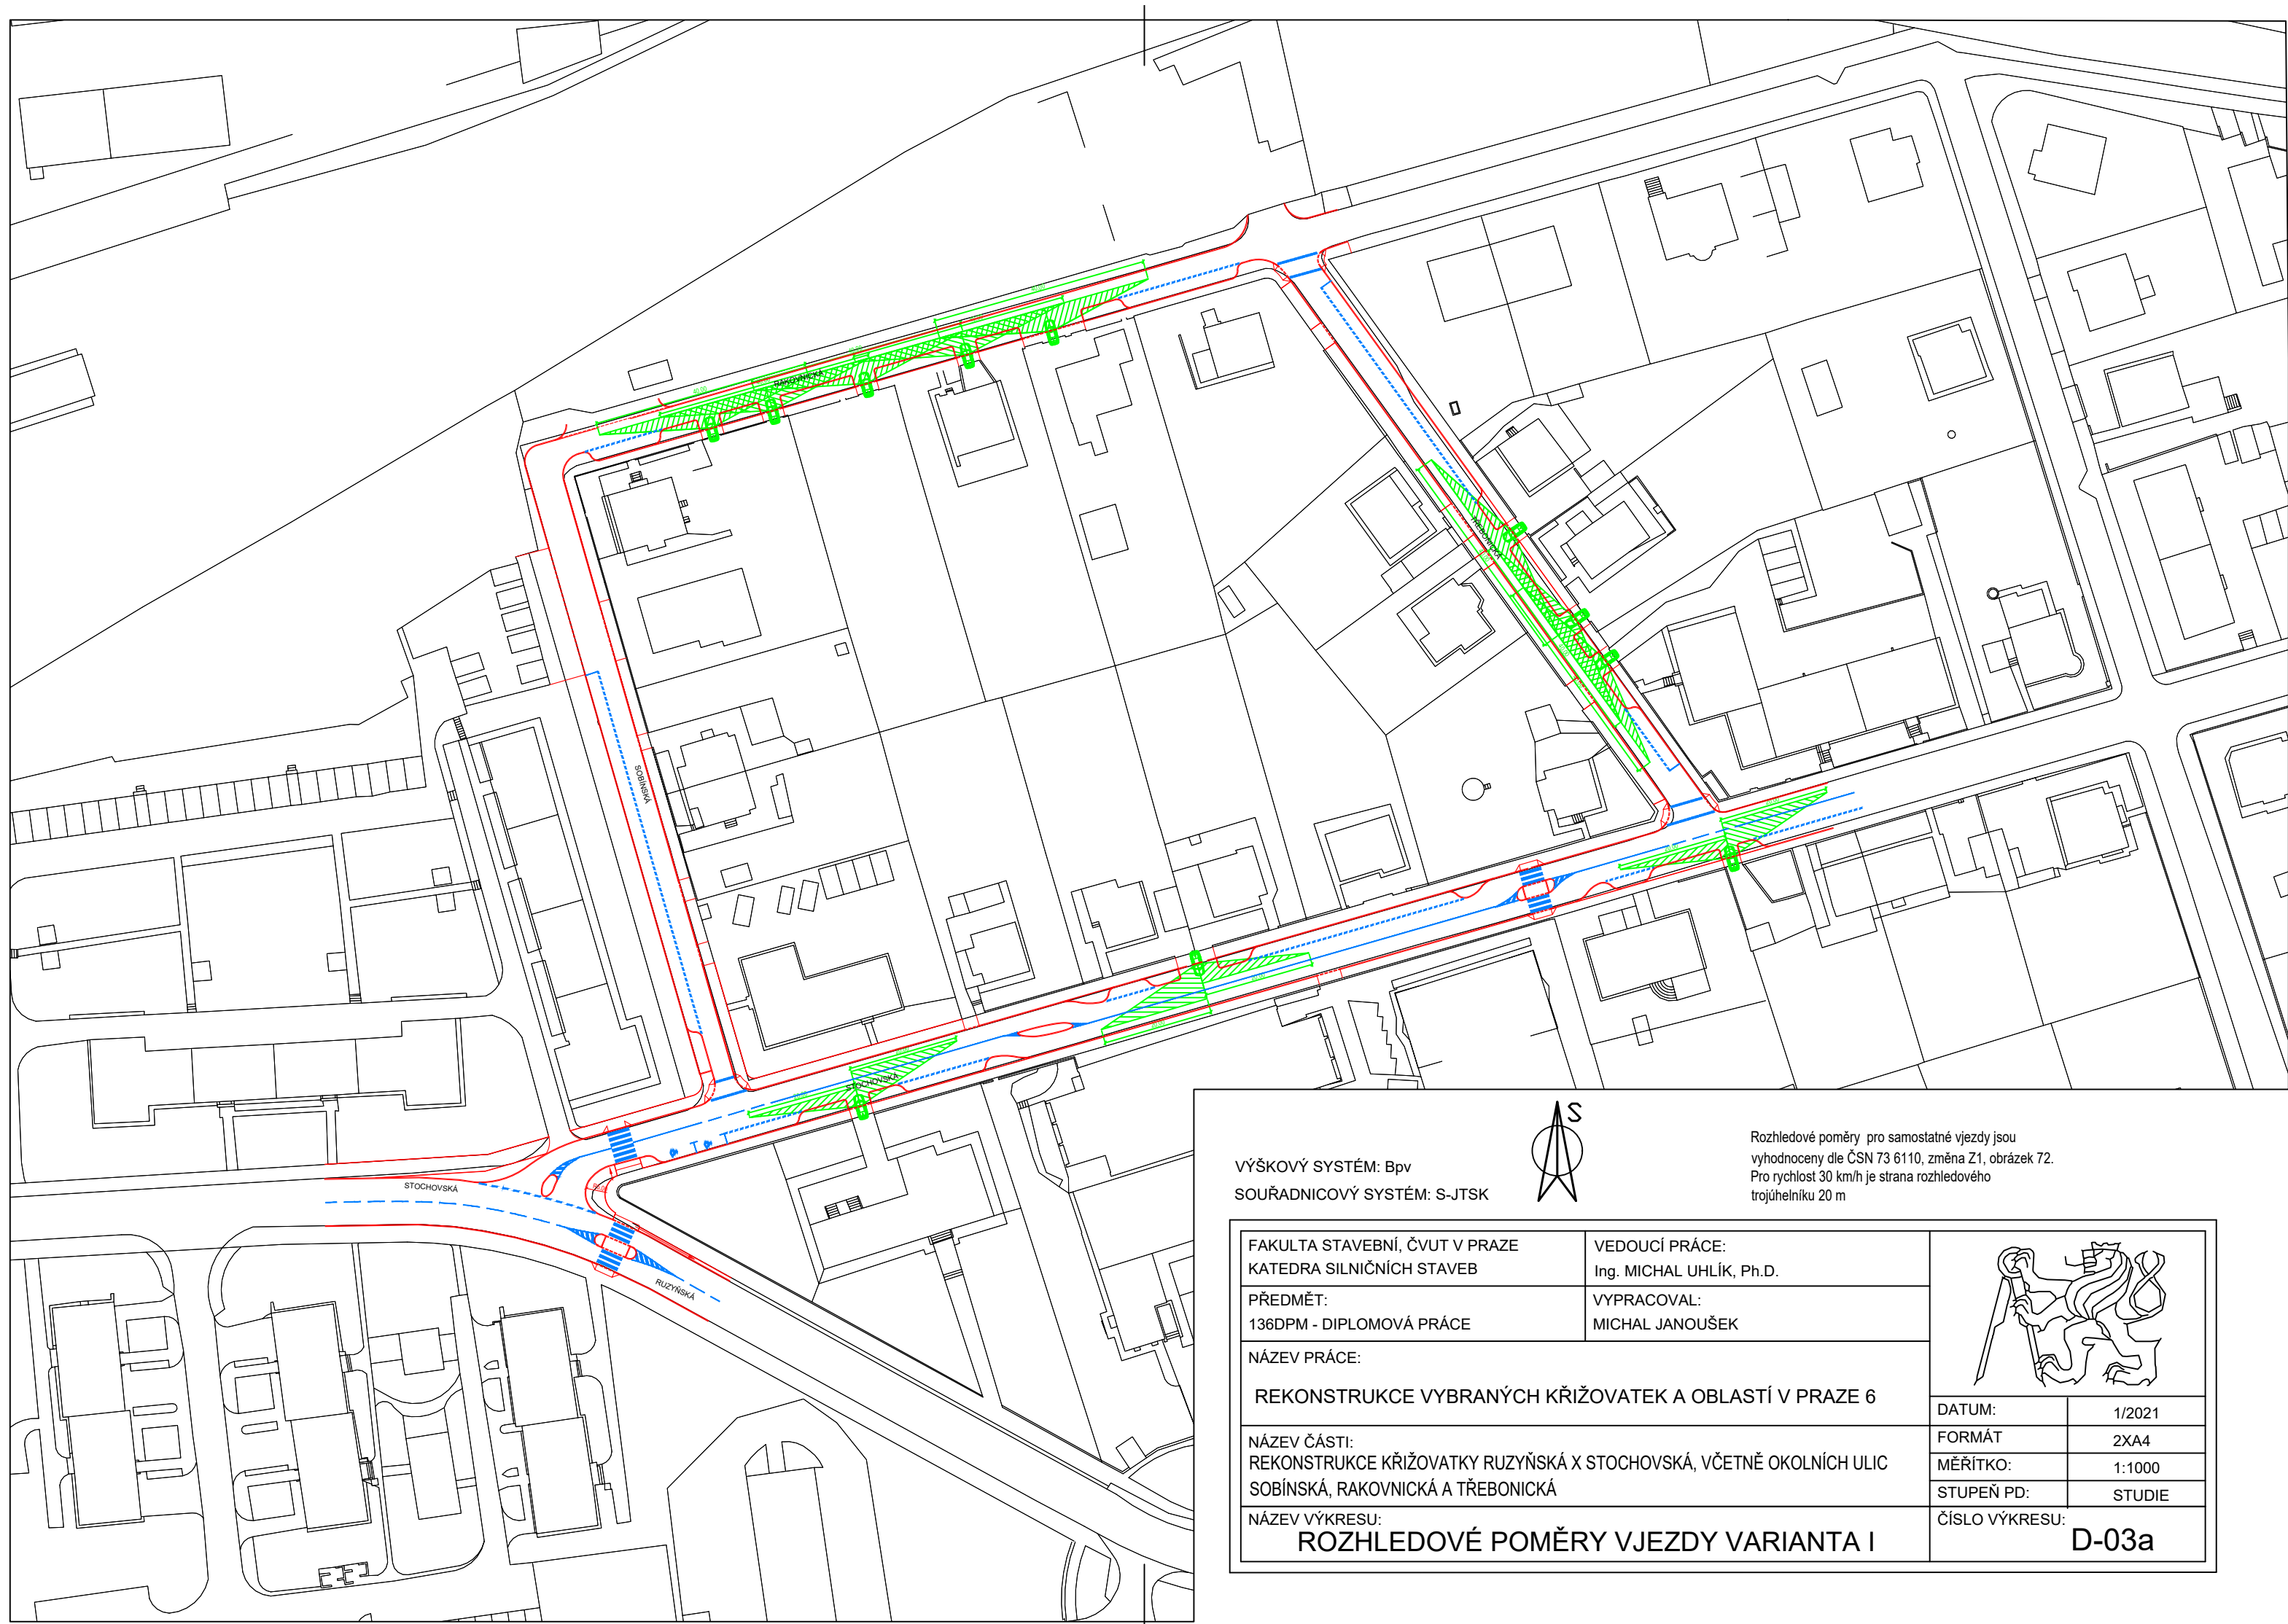 RAKOVNICKÁ
TŘEBONICKÁ
SOBÍNSKÁ
STOCHOVSKÁ
STOCHOVSKÁ
RUZYŇSKÁ
S
VÝŠKOVÝ SYSTÉM: Bpv
SOUŘADNICOVÝ SYSTÉM: S-JTSK
Rozhledové poměry pro samostatné vjezdy jsou
vyhodnoceny dle ČSN 73 6110, změna Z1, obrázek 72.
Pro rychlost 30 km/h je strana rozhledového
trojúhelníku 20 m
FAKULTA STAVEBNÍ, ČVUT V PRAZE
KATEDRA SILNIČNÍCH STAVEB
VEDOUCÍ PRÁCE:
Ing. MICHAL UHLÍK, Ph.D.
PŘEDMĚT:
136DPM - DIPLOMOVÁ PRÁCE
VYPRACOVAL:
MICHAL JANOUŠEK
NÁZEV PRÁCE:
REKONSTRUKCE VYBRANÝCH KŘIŽOVATEK A OBLASTÍ V PRAZE 6
DATUM: 1/2021
FORMÁT 2XA4
MĚŘÍTKO: 1:1000
STUPEŇ PD: STUDIE
NÁZEV ČÁSTI:
REKONSTRUKCE KŘIŽOVATKY RUZYŇSKÁ X STOCHOVSKÁ, VČETNĚ OKOLNÍCH ULIC
SOBÍNSKÁ, RAKOVNICKÁ A TŘEBONICKÁ
NÁZEV VÝKRESU:
ROZHLEDOVÉ POMĚRY VJEZDY VARIANTA I
ČÍSLO VÝKRESU:
D-03a